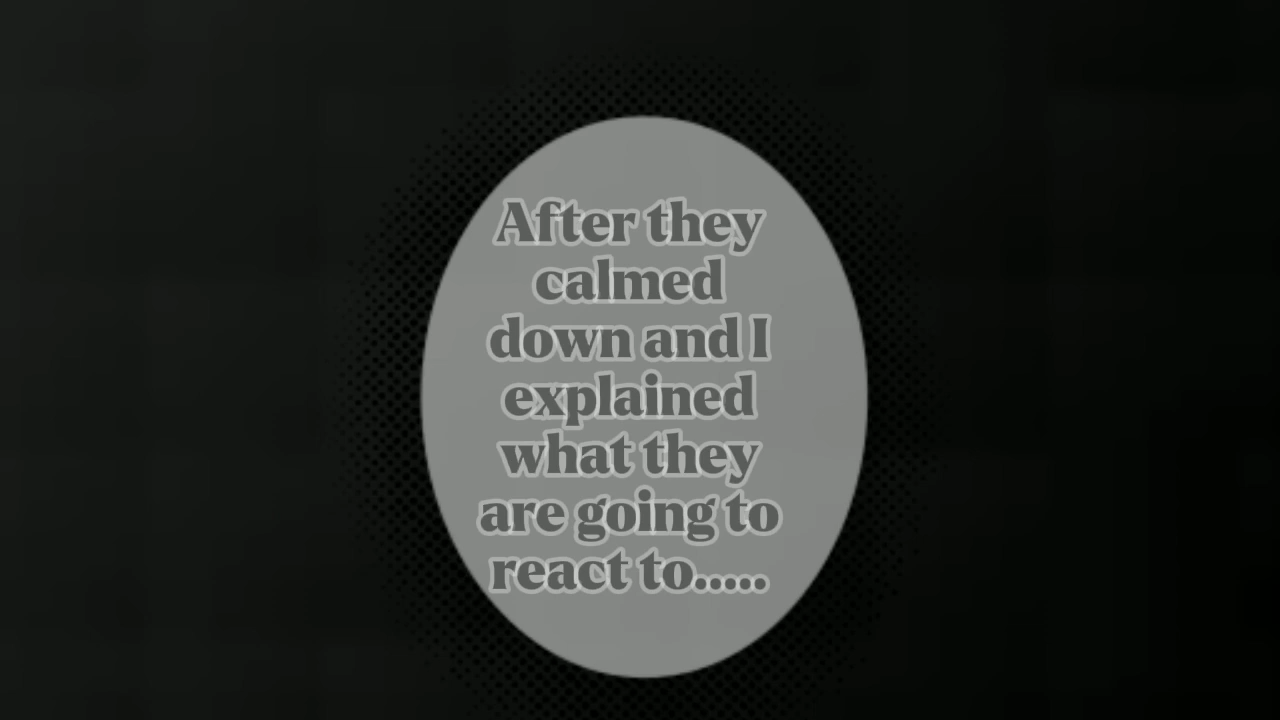 After they
calmed
down and I
explained
what they
are going to
react to.....